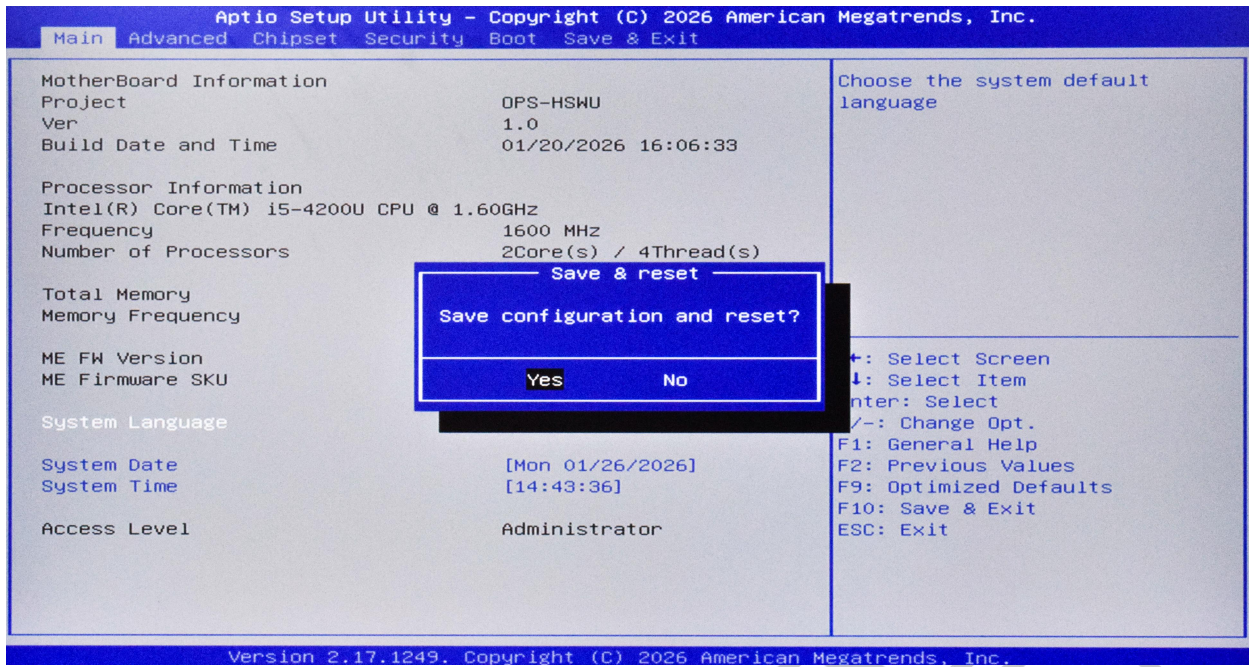 Aptio Setup Utility – Copyright (C) 2026 American Megatrends, Inc.
Main Advanced Chipset Security Boot Save & Exit
MotherBoard Information
Project OPS-HSWU
Ver 1.0
Build Date and Time 01/20/2026 16:06:33
Processor Information
Intel(R) Core(TM) i5-4200U CPU @ 1.60GHz
Frequency 1600 MHz
Number of Processors 2Core(s) / 4Thread(s)
Total Memory
Memory Frequency
ME FW Version
ME Firmware SKU
System Language
System Date [Mon 01/26/2026]
System Time [14:43:36]
Access Level Administrator
Save & reset
Save configuration and reset?
Yes No
Choose the system default
language
←: Select Screen
↓: Select Item
nter: Select
/-: Change Opt.
F1: General Help
F2: Previous Values
F9: Optimized Defaults
F10: Save & Exit
ESC: Exit
Version 2.17.1249. Copyright (C) 2026 American Megatrends, Inc.